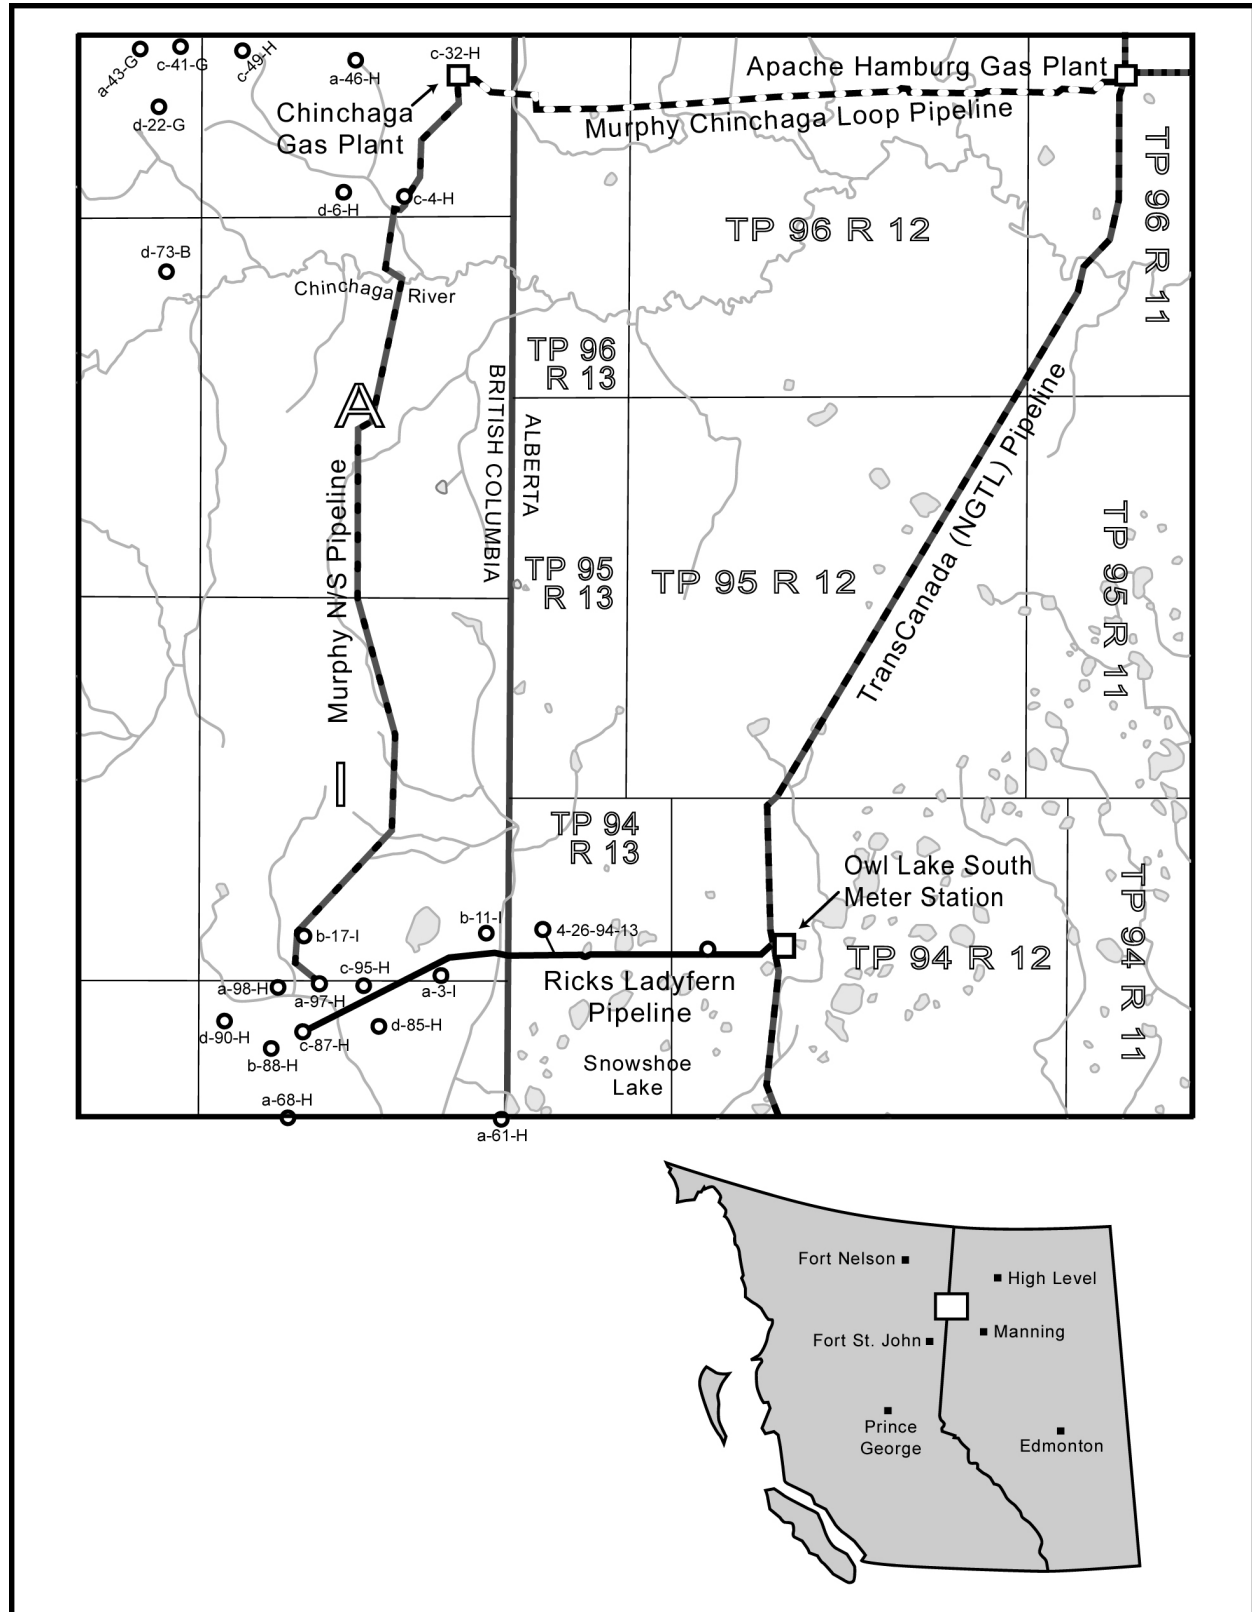 a-43-G
c-41-G
c-49-H
a-46-H
c-32-H
Apache Hamburg Gas Plant
d-22-G
Chinchaga
Gas Plant
Murphy Chinchaga Loop Pipeline
d-6-H
c-4-H
TP 96 R 12
TP 96 R 11
d-73-B
Chinchaga River
TP 96
R 13
BRITISH COLUMBIA
ALBERTA
A
TransCanada (NGTL) Pipeline
Murphy N/S Pipeline
TP 95
R 13
TP 95 R 12
TP 95 R 11
I
TP 94
R 13
Owl Lake South
Meter Station
b-11-I
4-26-94-13
b-17-I
TP 94 R 12
TP 94 R 11
c-95-H
a-98-H
a-97-H
a-3-I
Ricks Ladyfern
Pipeline
d-90-H
c-87-H
d-85-H
b-88-H
Snowshoe
Lake
a-68-H
a-61-H
Fort Nelson
High Level
Fort St. John
Manning
Prince
George
Edmonton